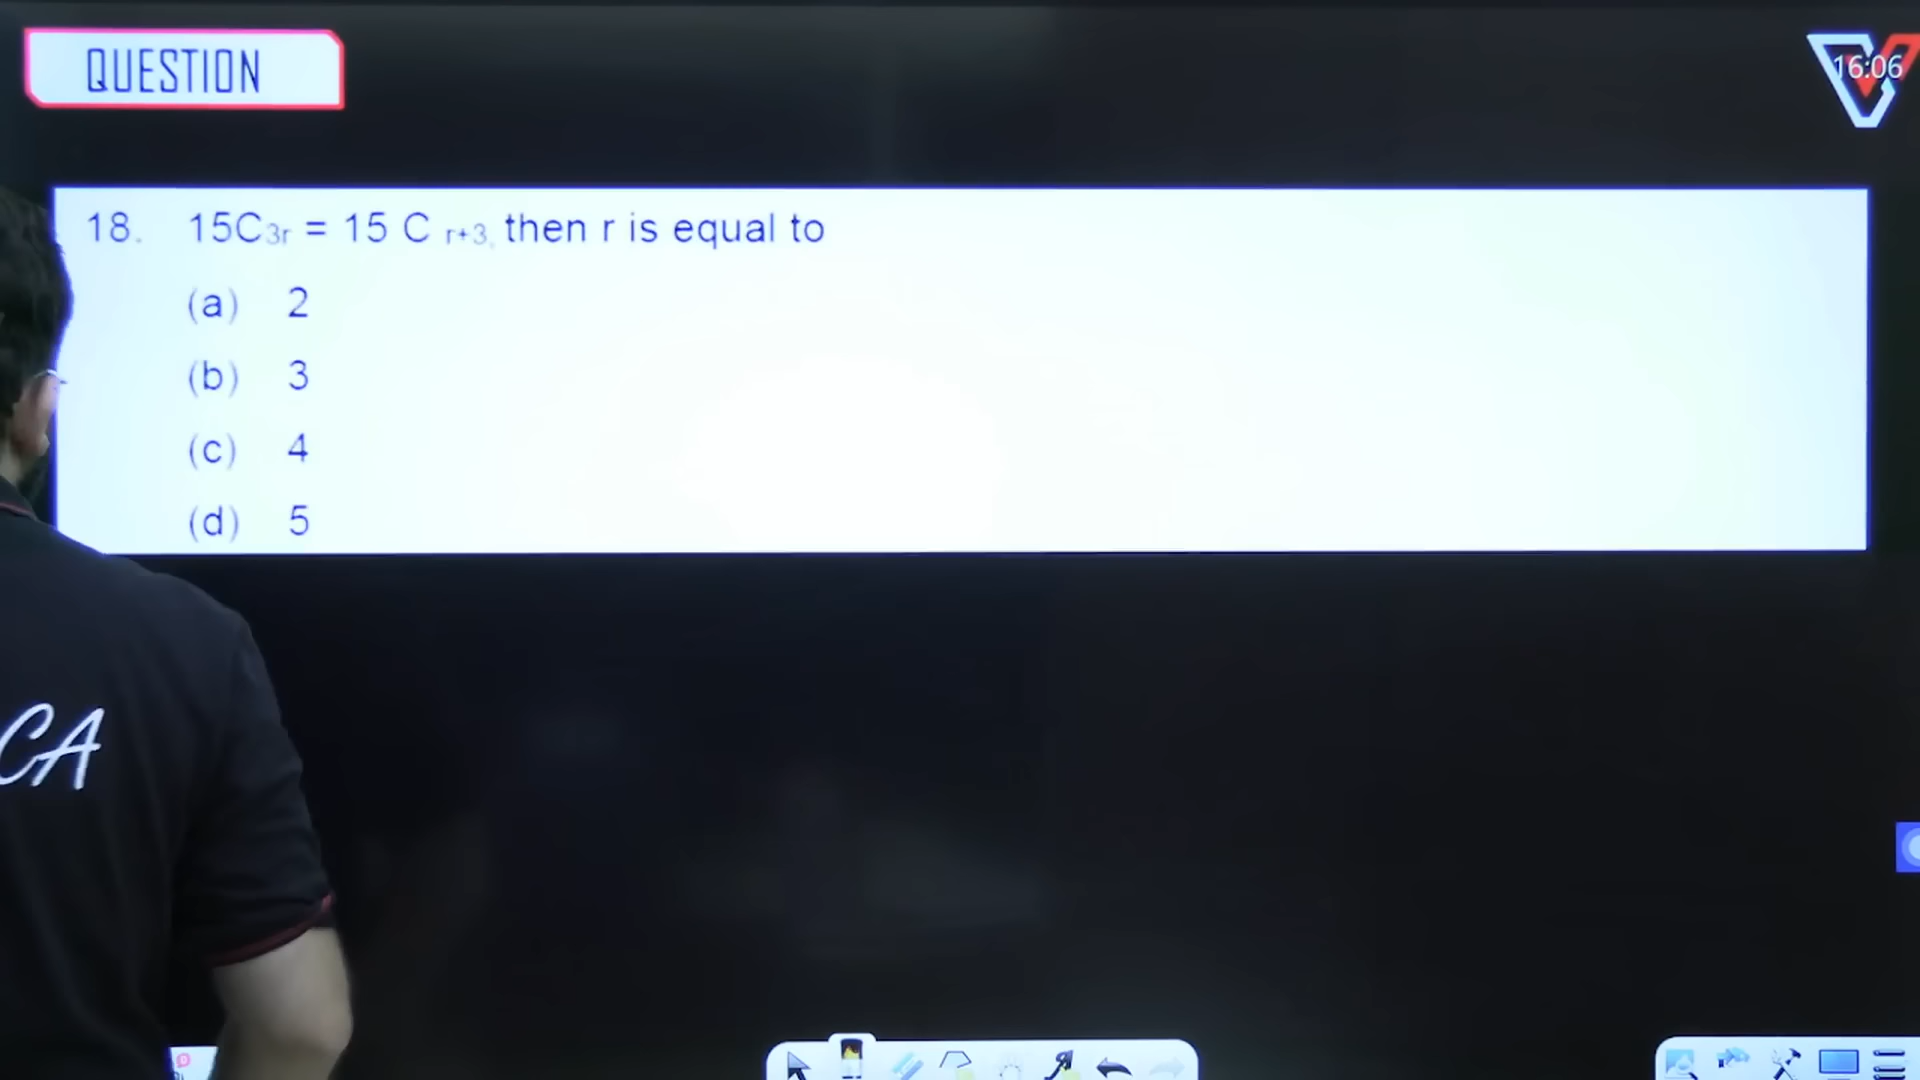 QUESTION
16:06
18. 15C3r = 15 C r+3, then r is equal to
(a) 2
(b) 3
(c) 4
(d) 5
CA